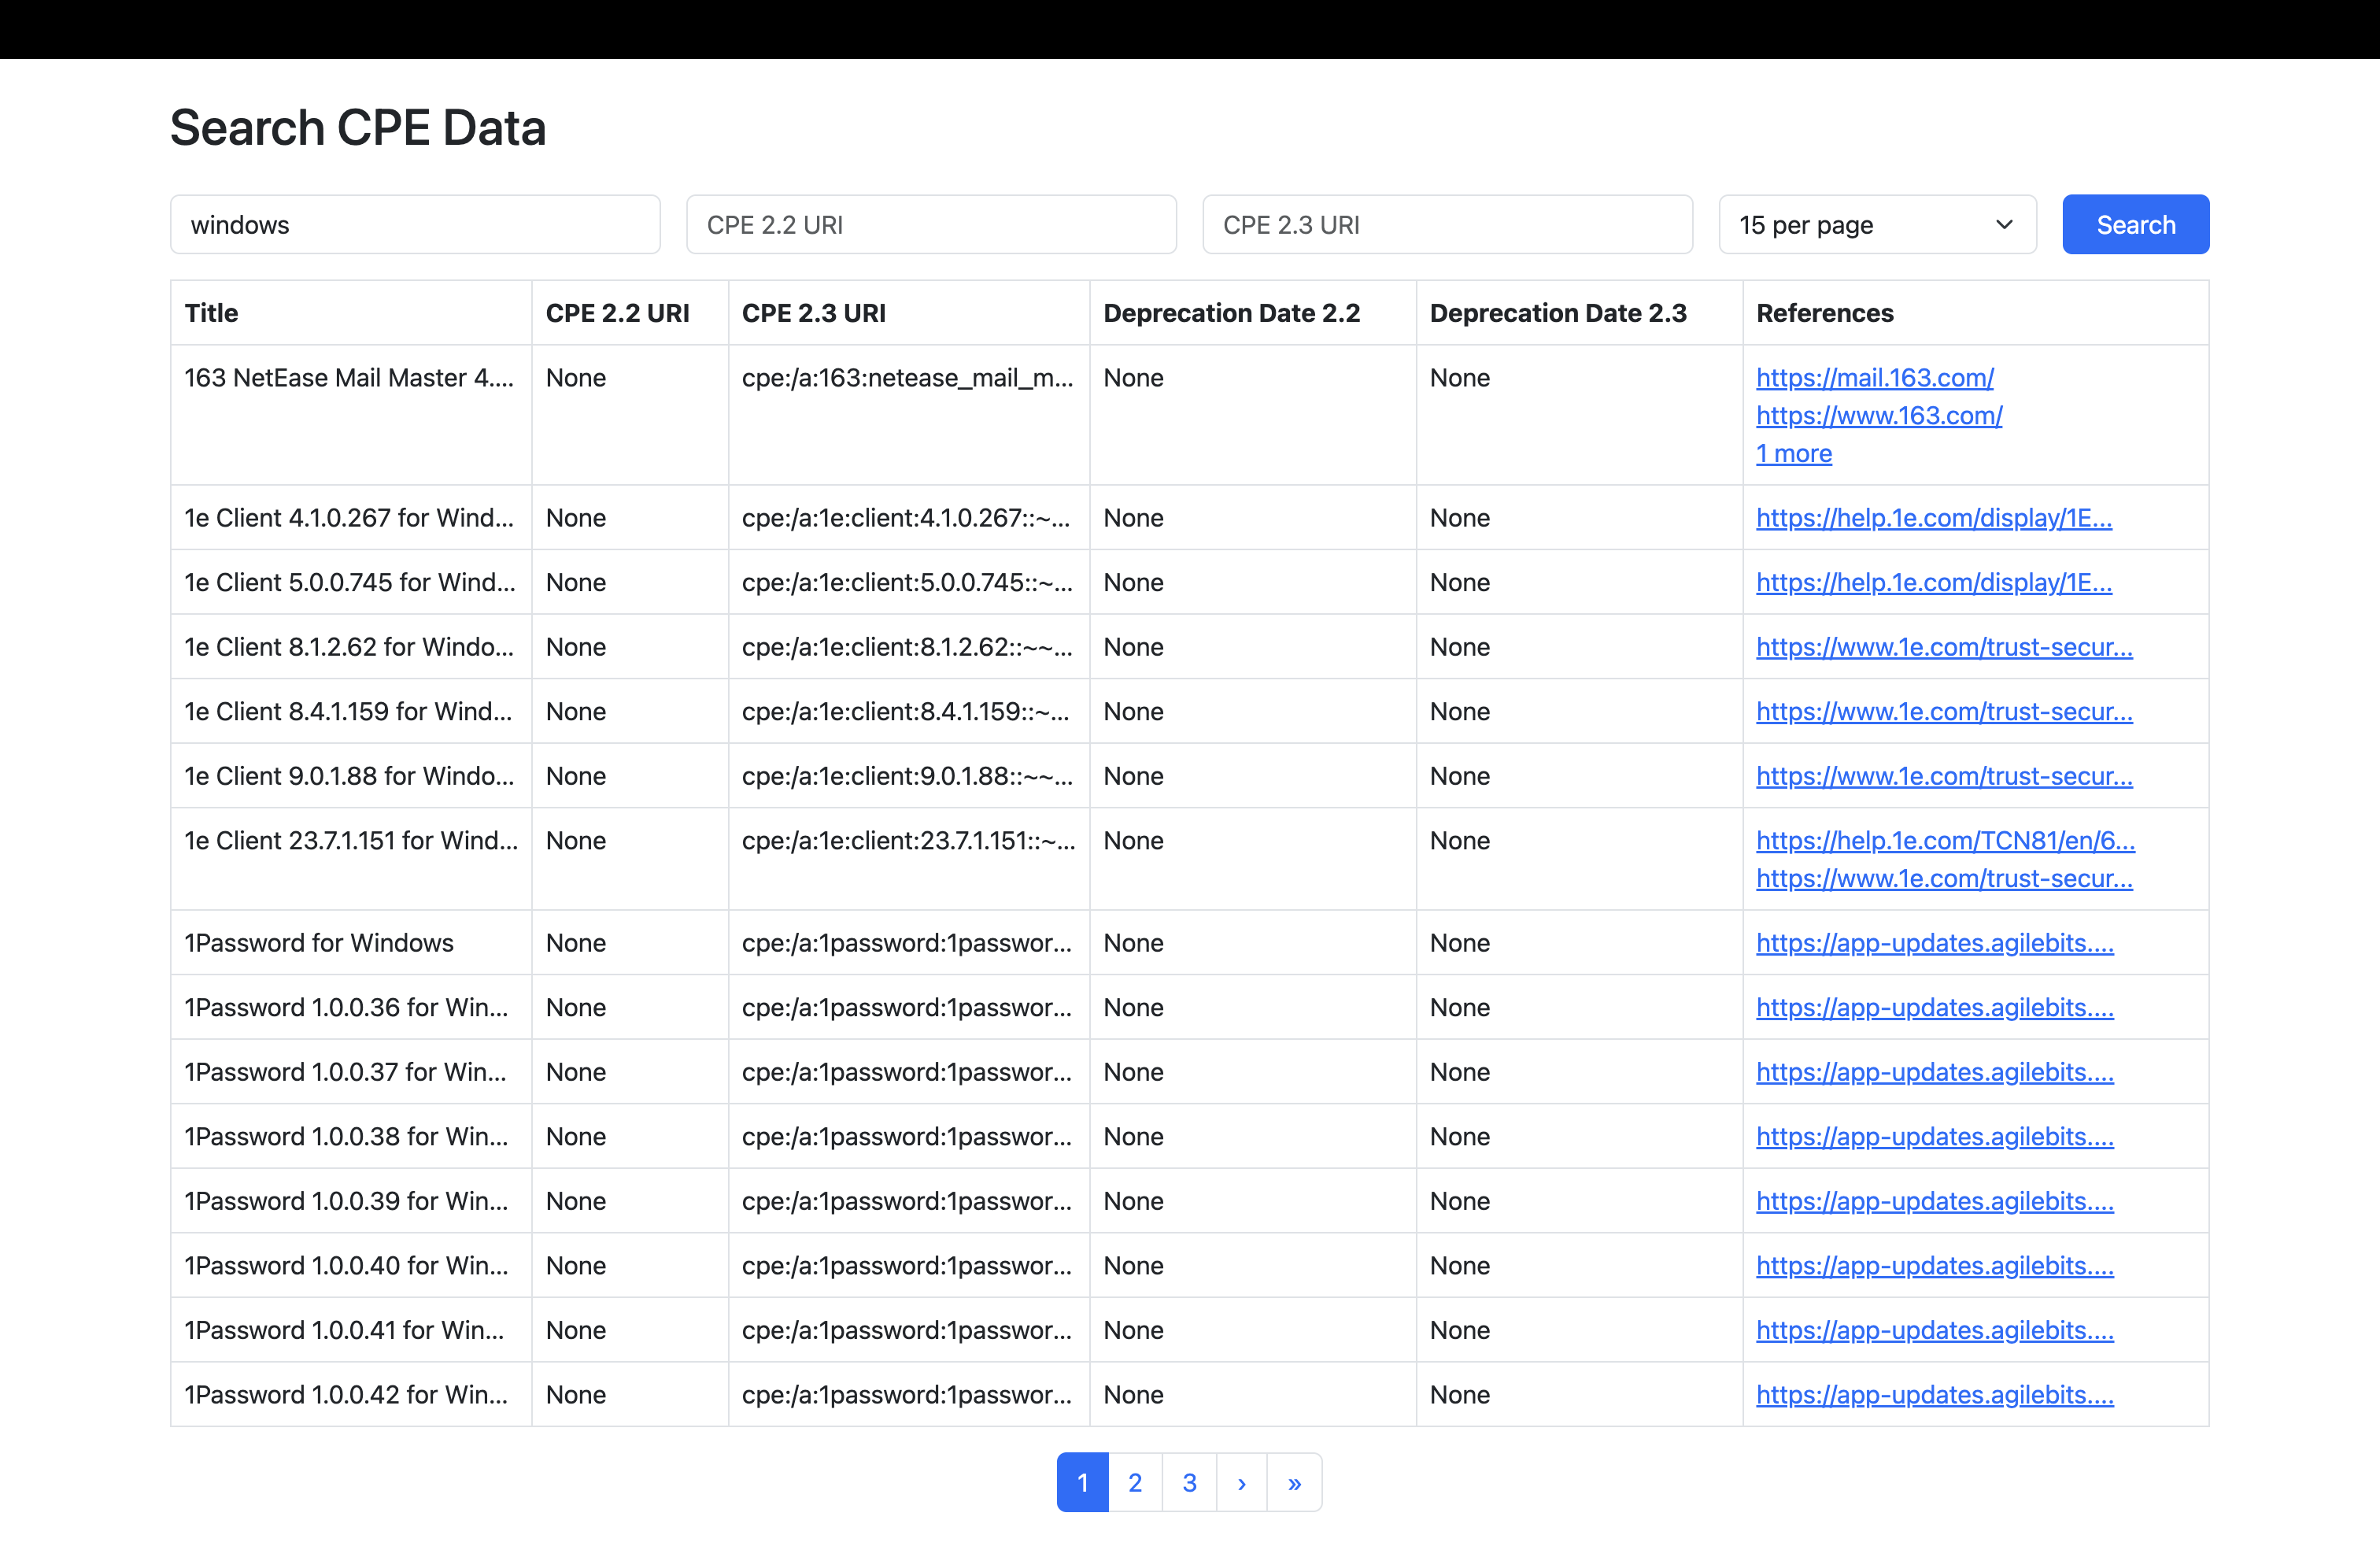 Search CPE Data
windows CPE 2.2 URI CPE 2.3 URI 15 per page Search
Title CPE 2.2 URI CPE 2.3 URI Deprecation Date 2.2 Deprecation Date 2.3 References
163 NetEase Mail Master 4.... None cpe:/a:163:netease_mail_m... None None https://mail.163.com/
https://www.163.com/
1 more
1e Client 4.1.0.267 for Wind... None cpe:/a:1e:client:4.1.0.267::~... None None https://help.1e.com/display/1E...
1e Client 5.0.0.745 for Wind... None cpe:/a:1e:client:5.0.0.745::~... None None https://help.1e.com/display/1E...
1e Client 8.1.2.62 for Windo... None cpe:/a:1e:client:8.1.2.62::~~... None None https://www.1e.com/trust-secur...
1e Client 8.4.1.159 for Wind... None cpe:/a:1e:client:8.4.1.159::~... None None https://www.1e.com/trust-secur...
1e Client 9.0.1.88 for Windo... None cpe:/a:1e:client:9.0.1.88::~~... None None https://www.1e.com/trust-secur...
1e Client 23.7.1.151 for Wind... None cpe:/a:1e:client:23.7.1.151::~... None None https://help.1e.com/TCN81/en/6...
https://www.1e.com/trust-secur...
1Password for Windows None cpe:/a:1password:1passwor... None None https://app-updates.agilebits....
1Password 1.0.0.36 for Win... None cpe:/a:1password:1passwor... None None https://app-updates.agilebits....
1Password 1.0.0.37 for Win... None cpe:/a:1password:1passwor... None None https://app-updates.agilebits....
1Password 1.0.0.38 for Win... None cpe:/a:1password:1passwor... None None https://app-updates.agilebits....
1Password 1.0.0.39 for Win... None cpe:/a:1password:1passwor... None None https://app-updates.agilebits....
1Password 1.0.0.40 for Win... None cpe:/a:1password:1passwor... None None https://app-updates.agilebits....
1Password 1.0.0.41 for Win... None cpe:/a:1password:1passwor... None None https://app-updates.agilebits....
1Password 1.0.0.42 for Win... None cpe:/a:1password:1passwor... None None https://app-updates.agilebits....
1 2 3 › »